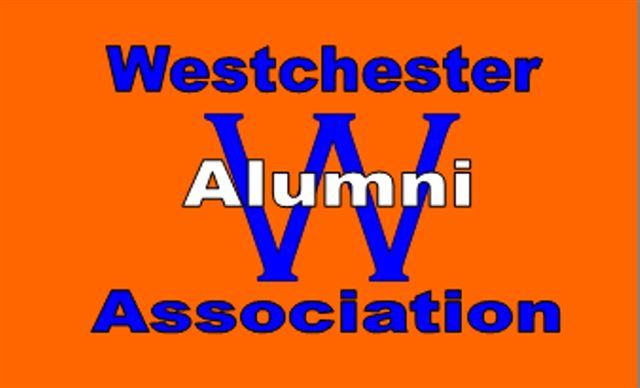 Westchester
W
Alumni
Association